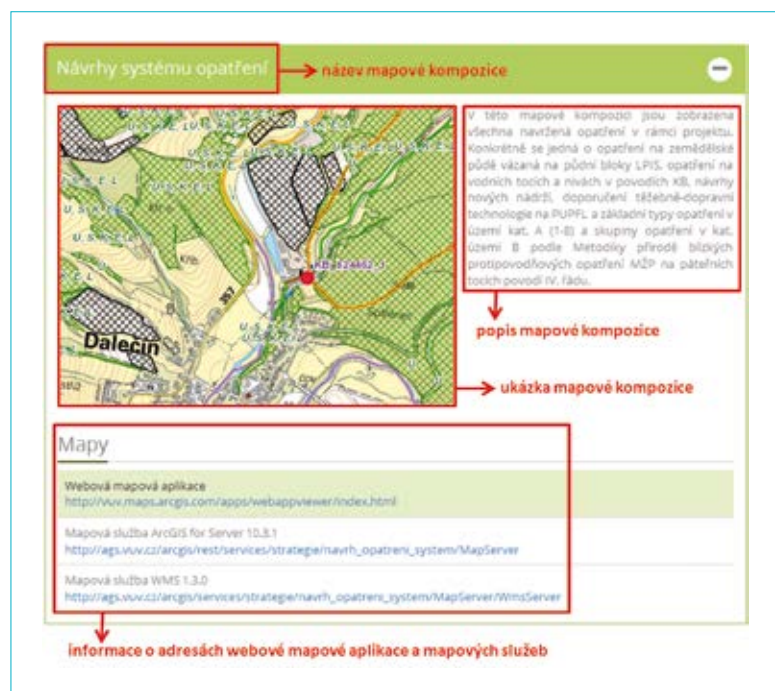 Návrhy systému opatření
název mapové kompozice
V této mapové kompozici jsou zobrazena
všechna navržená opatření v rámci projektu.
Konkrétně se jedná o opatření na zemědělské
půdě vázaná na půdní bloky LPIS, opatření na
vodních tocích a nivách v povodích KB, návrhy
nových nádrží, doporučení těžebně-dopravní
technologie na PUPFL a základní typy opatření v
území kat. A (1-8) a skupiny opatření v kat.
území B podle Metodiky přírodě blízkých
protipovodňových opatření MŽP na páteřních
tocích povodí IV. řádu.
popis mapové kompozice
357
Dalečín
ukázka mapové kompozice
Mapy
Webová mapová aplikace
http://vuv.maps.arcgis.com/apps/webappviewer/index.html
Mapová služba ArcGIS for Server 10.3.1
http://ags.vuv.cz/arcgis/rest/services/strategie/navrh_opatreni_system/MapServer
Mapová služba WMS 1.3.0
http://ags.vuv.cz/arcgis/services/strategie/navrh_opatreni_system/MapServer/WmsServer
informace o adresách webové mapové aplikace a mapových služeb